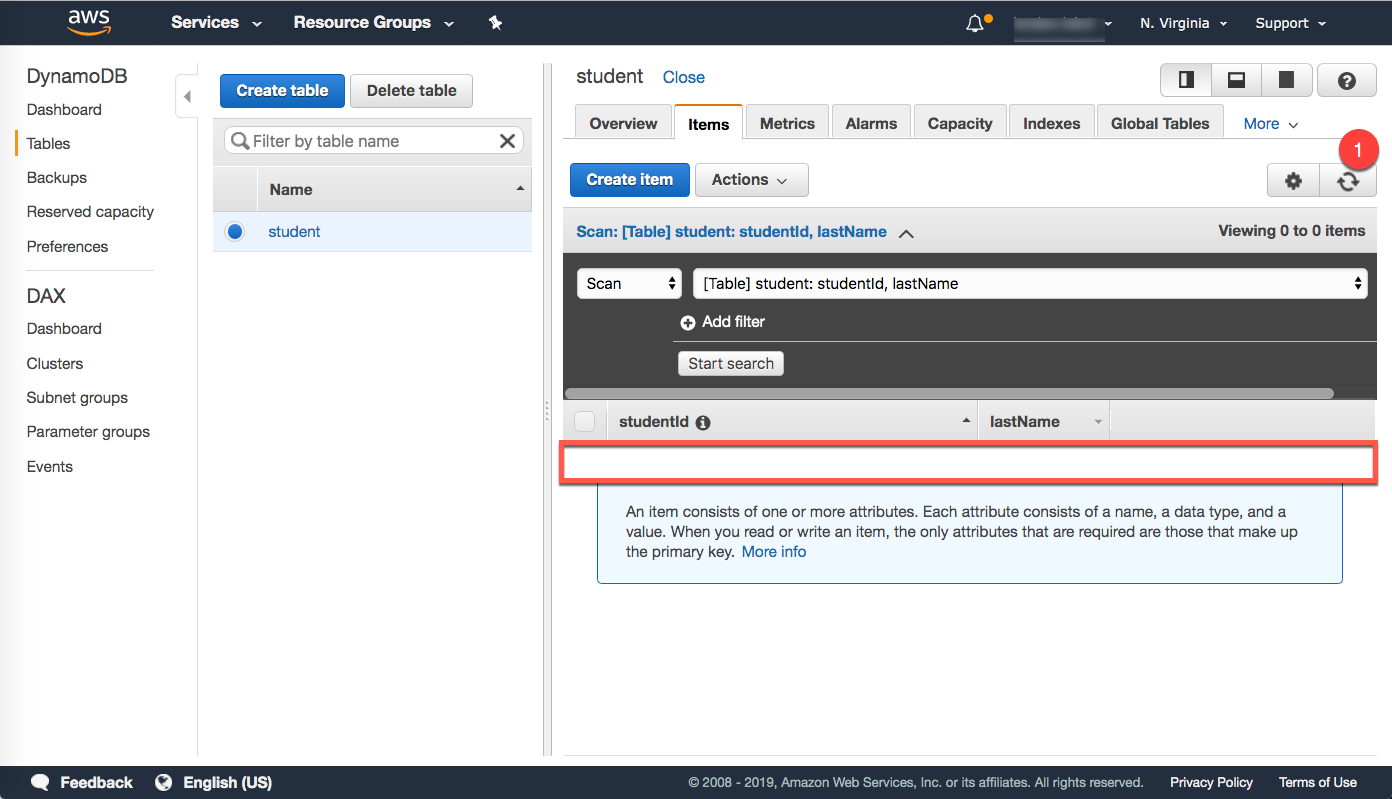 aws Services Resource Groups N. Virginia Support
DynamoDB
Dashboard
Tables
Backups
Reserved capacity
Preferences
DAX
Dashboard
Clusters
Subnet groups
Parameter groups
Events
Create table Delete table
Filter by table name
Name
student
student Close
Overview Items Metrics Alarms Capacity Indexes Global Tables More
1
Create item Actions
Scan: [Table] student: studentId, lastName Viewing 0 to 0 items
Scan [Table] student: studentId, lastName
Add filter
Start search
studentId lastName
An item consists of one or more attributes. Each attribute consists of a name, a data type, and a
value. When you read or write an item, the only attributes that are required are those that make up
the primary key. More info
Feedback English (US) © 2008 - 2019, Amazon Web Services, Inc. or its affiliates. All rights reserved. Privacy Policy Terms of Use